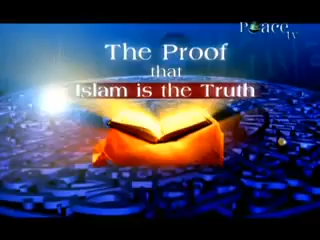 Peace TV
The Proof
that
Islam is the Truth